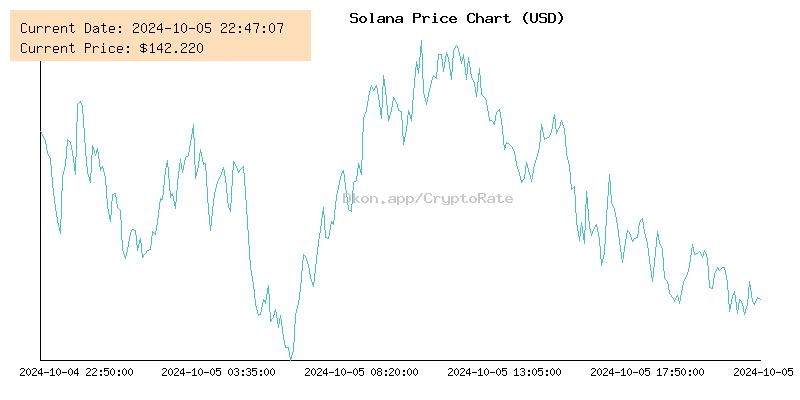 Solana Price Chart (USD)
Current Date: 2024-10-05 22:47:07
Current Price: $142.220
Dkon.app/CryptoRate
2024-10-04 22:50:00 2024-10-05 03:35:00 2024-10-05 08:20:00 2024-10-05 13:05:00 2024-10-05 17:50:00 2024-10-05